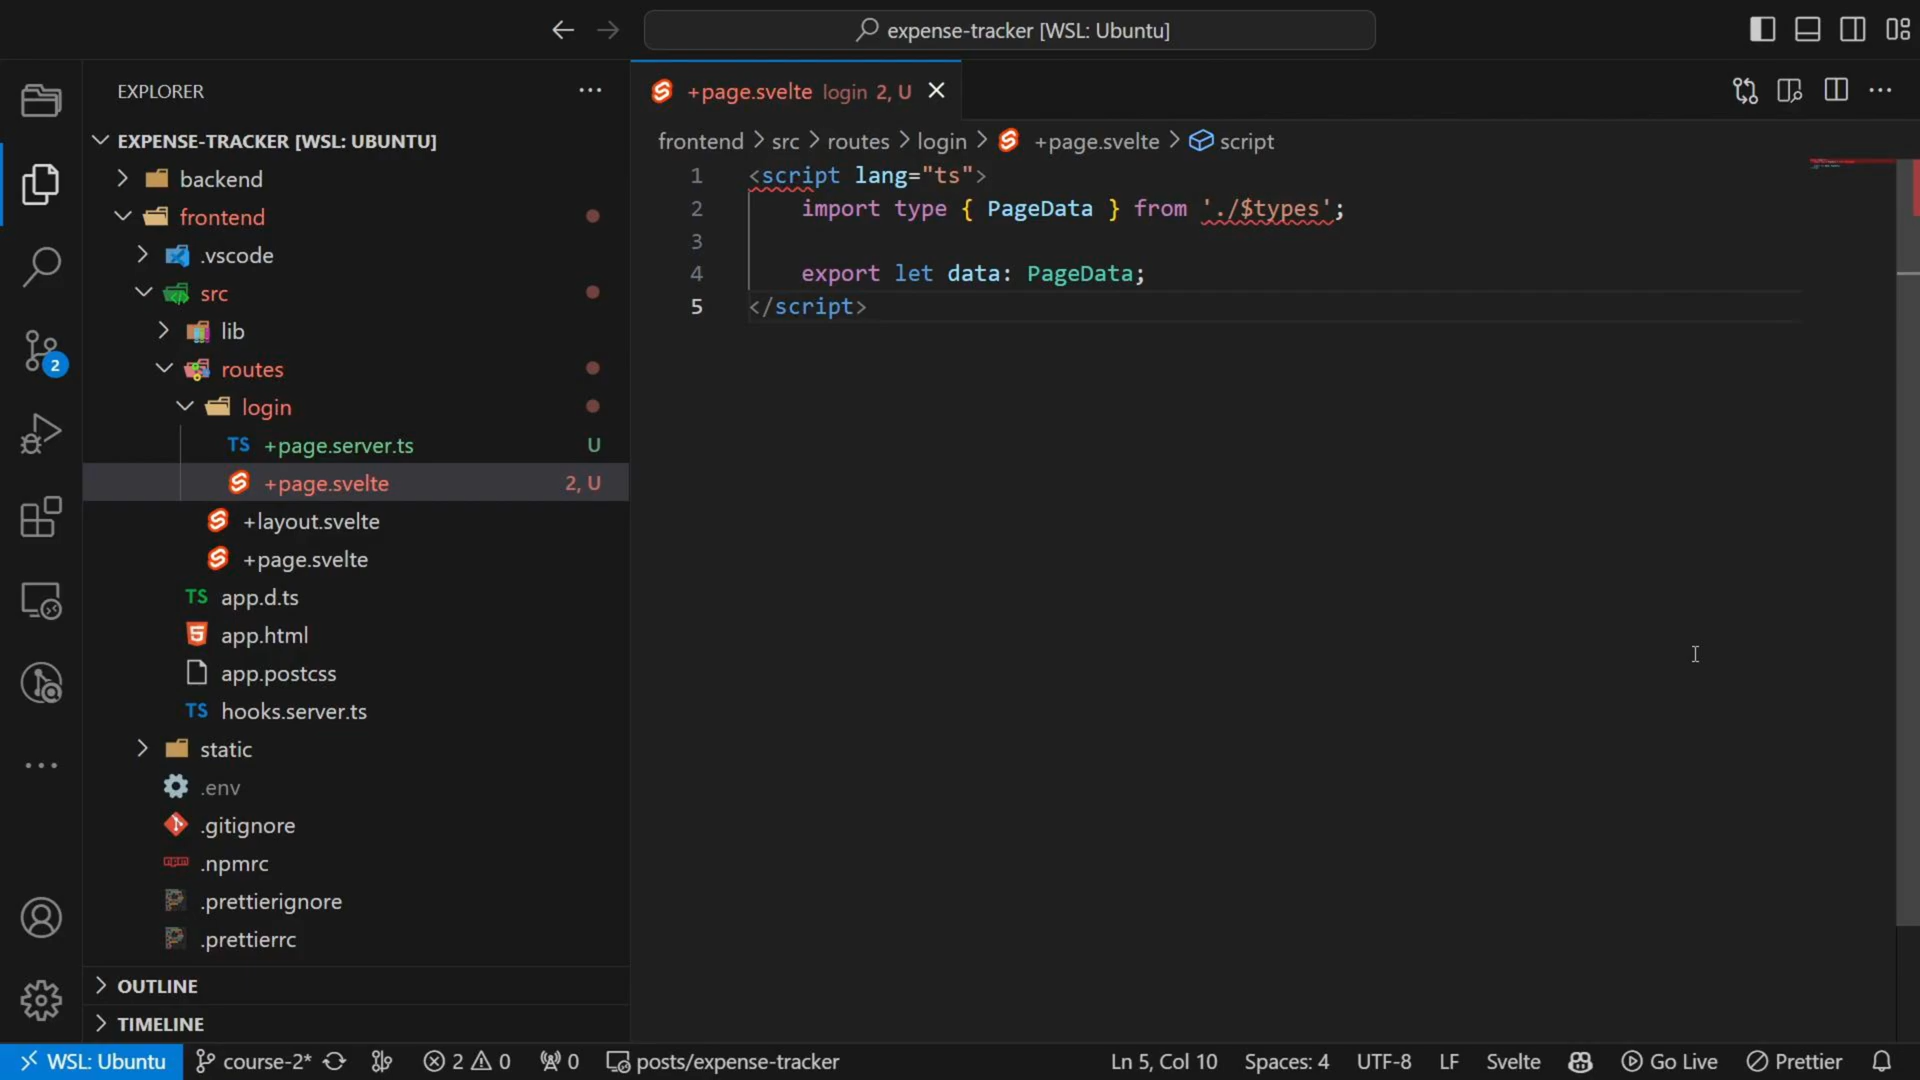 expense-tracker [WSL: Ubuntu]
EXPLORER
EXPENSE-TRACKER [WSL: UBUNTU]
backend
frontend
.vscode
src
lib
routes
login
TS +page.server.ts U
+page.svelte 2, U
+layout.svelte
+page.svelte
TS app.d.ts
app.html
app.postcss
TS hooks.server.ts
static
.env
.gitignore
npm .npmrc
.prettierignore
.prettierrc
OUTLINE
TIMELINE
2
+page.svelte login 2, U
frontend > src > routes > login > +page.svelte > script
1 <script lang="ts">
2 import type { PageData } from './$types';
3
4 export let data: PageData;
5 </script>
WSL: Ubuntu course-2* 2 0 0 posts/expense-tracker Ln 5, Col 10 Spaces: 4 UTF-8 LF Svelte Go Live Prettier